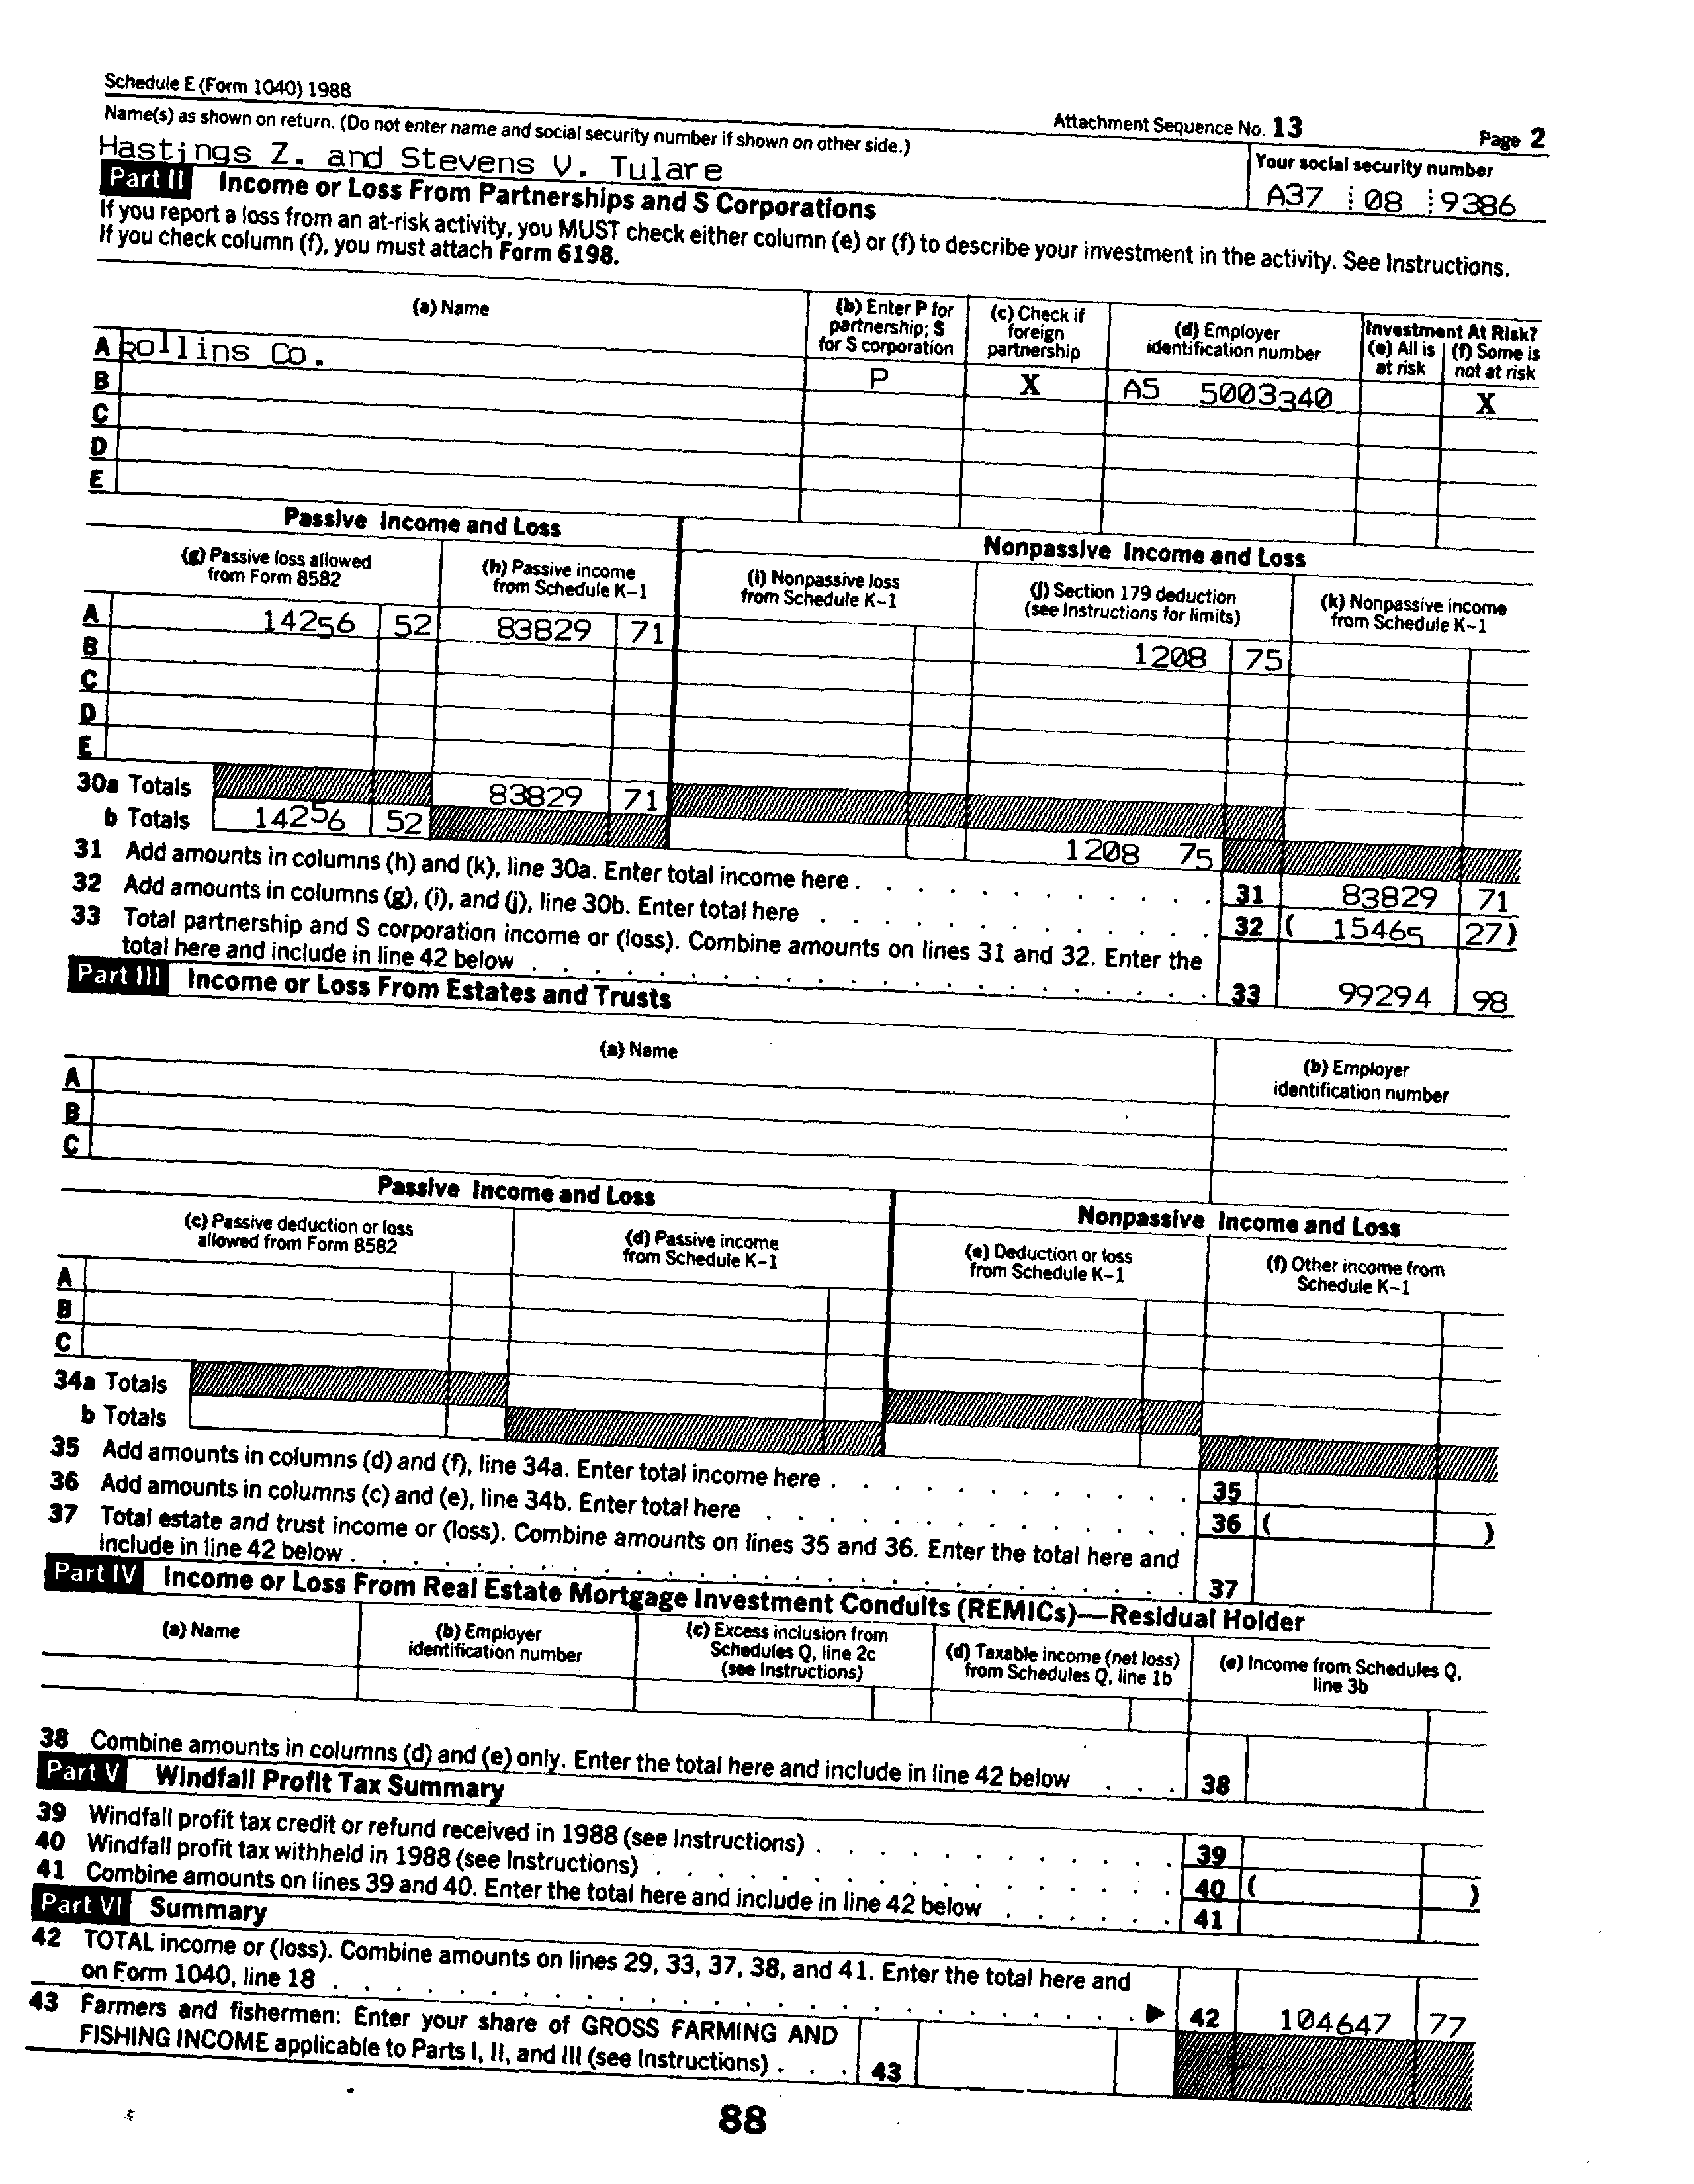 Schedule E (Form 1040) 1988
Attachment Sequence No. 13
Page 2
Name(s) as shown on return. (Do not enter name and social security number if shown on other side.)
Your social security number
Hastings Z. and Stevens V. Tulare
A37 08 9386
Part II Income or Loss From Partnerships and S Corporations
If you report a loss from an at-risk activity, you MUST check either column (e) or (f) to describe your investment in the activity. See Instructions.
If you check column (f), you must attach Form 6198.
(a) Name
(b) Enter P for partnership; S for S corporation
(c) Check if foreign partnership
(d) Employer identification number
Investment At Risk?
(e) All is at risk
(f) Some is not at risk
A Rollins Co. P X A5 5003340 X
B
C
D
E
Passive Income and Loss
Nonpassive Income and Loss
(g) Passive loss allowed from Form 8582
(h) Passive income from Schedule K-1
(i) Nonpassive loss from Schedule K-1
(j) Section 179 deduction (see Instructions for limits)
(k) Nonpassive income from Schedule K-1
A 14256 52 83829 71 1208 75
B
C
D
E
30a Totals 83829 71
b Totals 14256 52 1208 75
31 Add amounts in columns (h) and (k), line 30a. Enter total income here . 31 83829 71
32 Add amounts in columns (g), (i), and (j), line 30b. Enter total here . 32 ( 15465 27)
33 Total partnership and S corporation income or (loss). Combine amounts on lines 31 and 32. Enter the
total here and include in line 42 below . 33 99294 98
Part III Income or Loss From Estates and Trusts
(a) Name
(b) Employer identification number
A
B
C
Passive Income and Loss
Nonpassive Income and Loss
(c) Passive deduction or loss allowed from Form 8582
(d) Passive income from Schedule K-1
(e) Deduction or loss from Schedule K-1
(f) Other income from Schedule K-1
A
B
C
34a Totals
b Totals
35 Add amounts in columns (d) and (f), line 34a. Enter total income here . 35
36 Add amounts in columns (c) and (e), line 34b. Enter total here . 36 ( )
37 Total estate and trust income or (loss). Combine amounts on lines 35 and 36. Enter the total here and
include in line 42 below . 37
Part IV Income or Loss From Real Estate Mortgage Investment Conduits (REMICs)—Residual Holder
(a) Name
(b) Employer identification number
(c) Excess inclusion from Schedules Q, line 2c (see Instructions)
(d) Taxable income (net loss) from Schedules Q, line 1b
(e) Income from Schedules Q, line 3b
38 Combine amounts in columns (d) and (e) only. Enter the total here and include in line 42 below . 38
Part V Windfall Profit Tax Summary
39 Windfall profit tax credit or refund received in 1988 (see Instructions) . 39
40 Windfall profit tax withheld in 1988 (see Instructions) . 40 ( )
41 Combine amounts on lines 39 and 40. Enter the total here and include in line 42 below . 41
Part VI Summary
42 TOTAL income or (loss). Combine amounts on lines 29, 33, 37, 38, and 41. Enter the total here and
on Form 1040, line 18 . ▶ 42 104647 77
43 Farmers and fishermen: Enter your share of GROSS FARMING AND
FISHING INCOME applicable to Parts I, II, and III (see Instructions) . 43
88